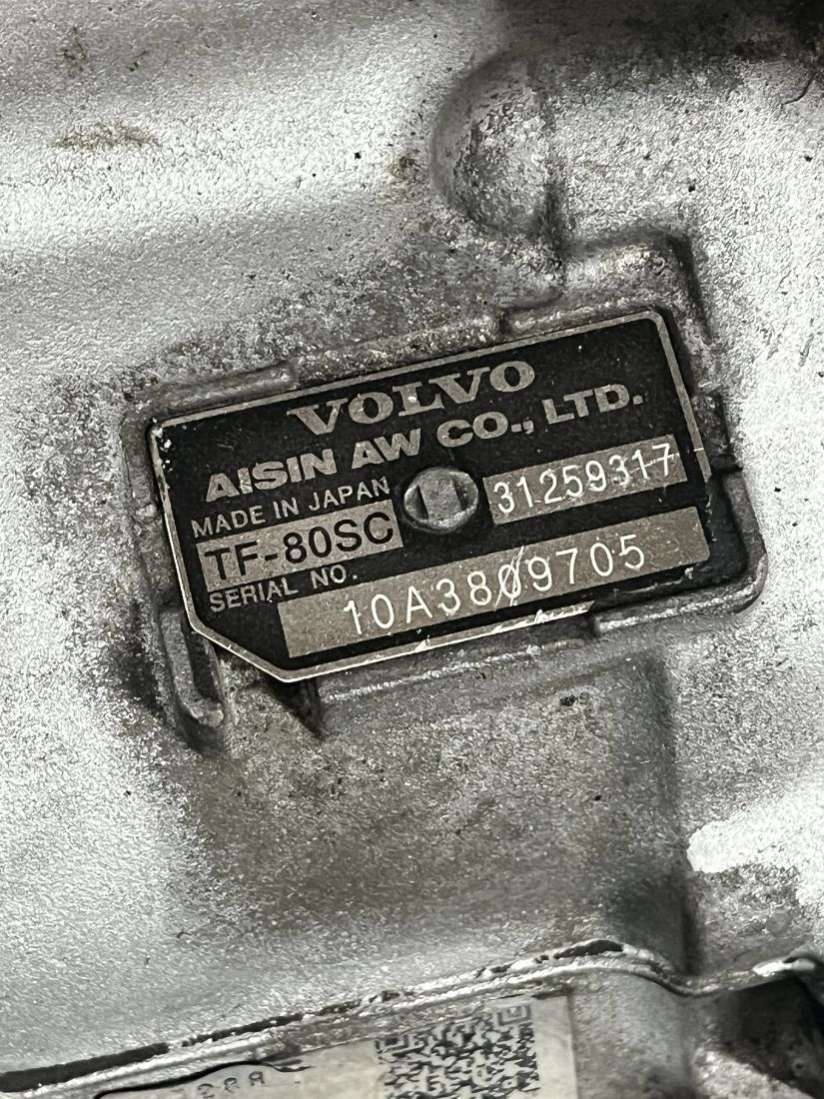 VOLVO
AISIN AW CO., LTD.
MADE IN JAPAN
TF-80SC
31259317
SERIAL NO.
10A3809705